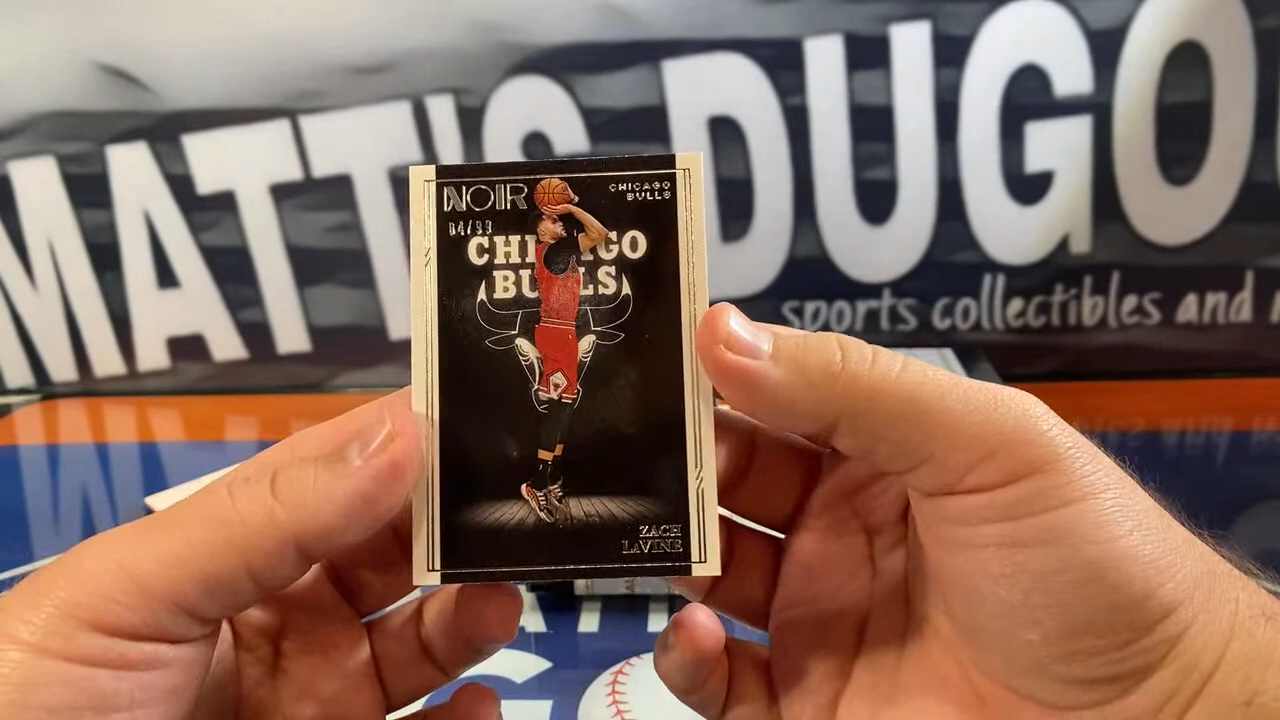 MATT'S DUGO
sports collectibles and
NOIR
CHICAGO
BULLS
04/99
CHICAGO
BULLS
ZACH
LaVINE